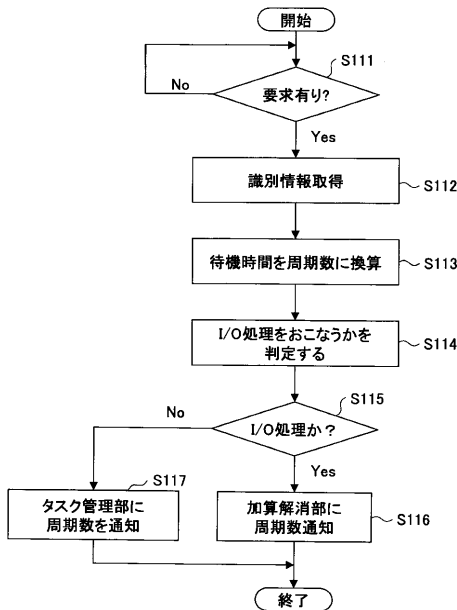 開始
S111
要求有り?
No
Yes
識別情報取得
S112
待機時間を周期数に換算
S113
I/O処理をおこなうかを
判定する
S114
S115
I/O処理か？
No
Yes
S117
タスク管理部に
周期数を通知
加算解消部に
周期数通知
S116
終了